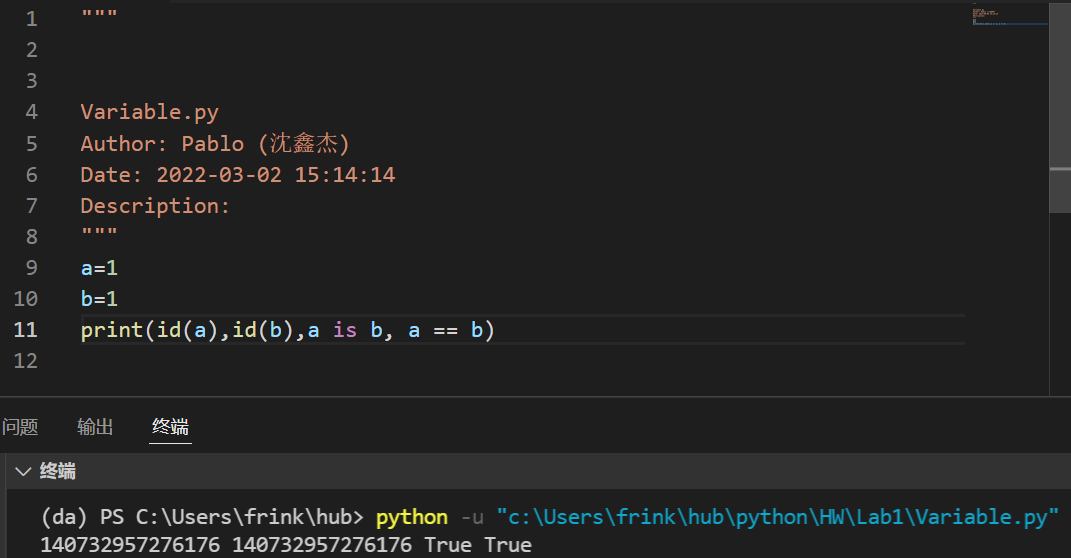 1 """
2
3
4 Variable.py
5 Author: Pablo (沈鑫杰)
6 Date: 2022-03-02 15:14:14
7 Description:
8 """
9 a=1
10 b=1
11 print(id(a),id(b),a is b, a == b)
12
问题 输出 终端
终端
(da) PS C:\Users\frink\hub> python -u "c:\Users\frink\hub\python\HW\Lab1\Variable.py"
140732957276176 140732957276176 True True